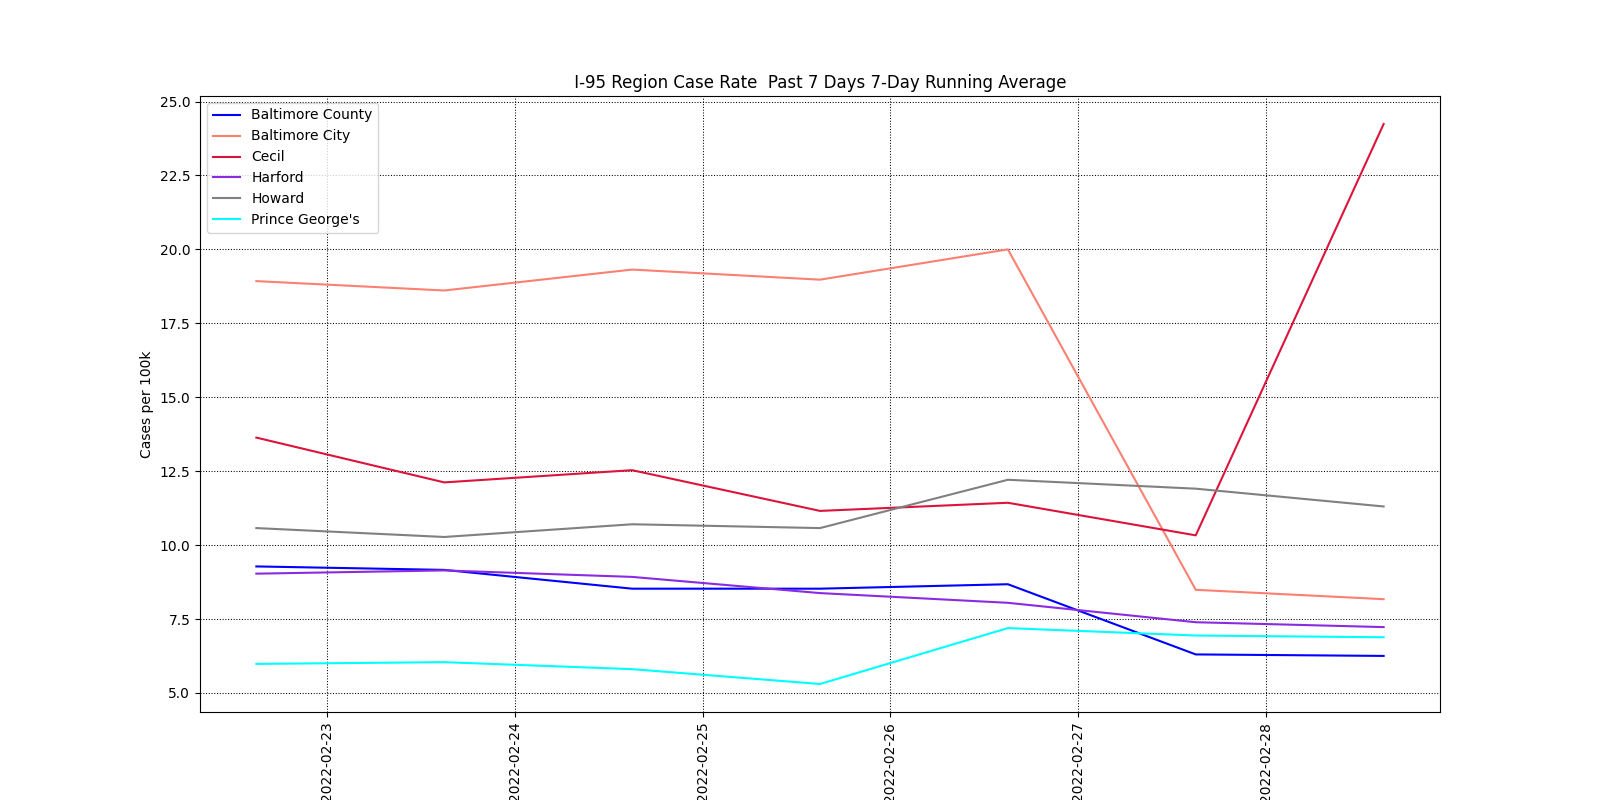 I-95 Region Case Rate  Past 7 Days 7-Day Running Average
Baltimore County
Baltimore City
Cecil
Harford
Howard
Prince George's
Cases per 100k
25.0
22.5
20.0
17.5
15.0
12.5
10.0
7.5
5.0
2022-02-23
2022-02-24
2022-02-25
2022-02-26
2022-02-27
2022-02-28